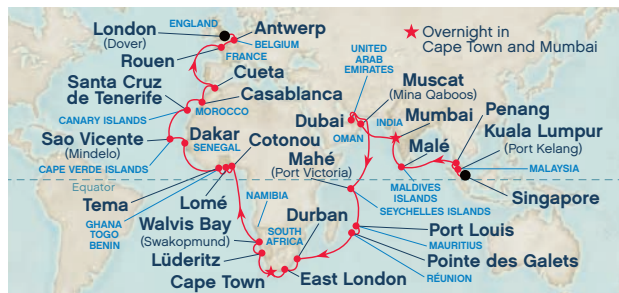 London
(Dover)
ENGLAND
Antwerp
BELGIUM
Rouen
FRANCE
Cueta
Santa Cruz
de Tenerife
Casablanca
MOROCCO
CANARY ISLANDS
Sao Vicente
(Mindelo)
CAPE VERDE ISLANDS
Dakar
SENEGAL
Cotonou
Equator
Tema
GHANA
TOGO
BENIN
Lomé
NAMIBIA
Walvis Bay
(Swakopmund)
SOUTH
AFRICA
Lüderitz
Cape Town
East London
Durban
★ Overnight in
Cape Town and Mumbai
UNITED
ARAB
EMIRATES
Muscat
(Mina Qaboos)
Dubai
OMAN
INDIA
Mumbai
Mahé
(Port Victoria)
Malé
MALDIVES
ISLANDS
SEYCHELLES ISLANDS
Penang
Kuala Lumpur
(Port Kelang)
MALAYSIA
Singapore
Port Louis
MAURITIUS
Pointe des Galets
RÉUNION